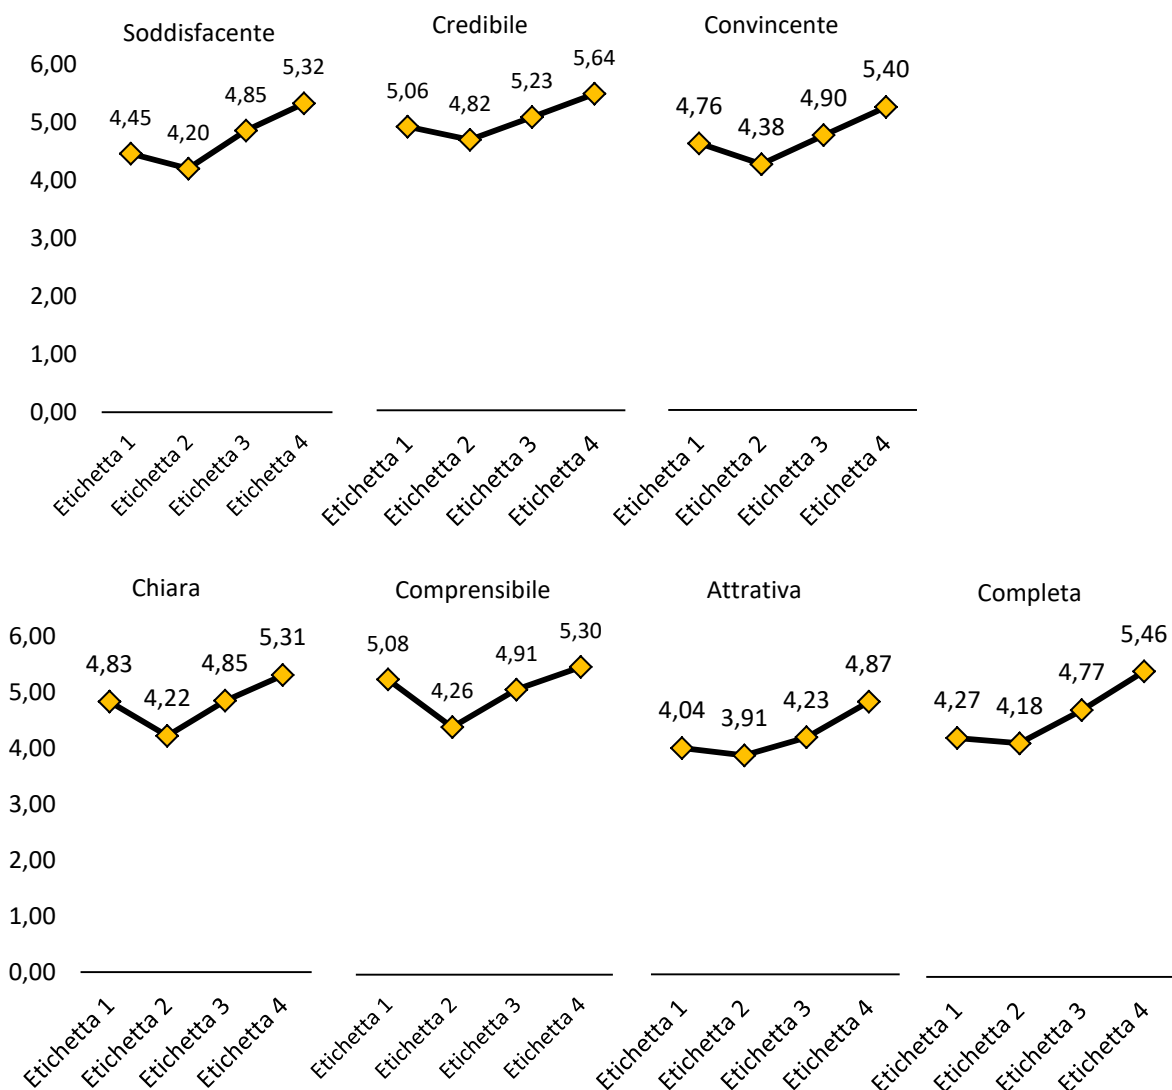 Soddisfacente
Credibile
Convincente
6,00
5,00
4,00
3,00
2,00
1,00
0,00
4,45
4,20
4,85
5,32
5,06
4,82
5,23
5,64
4,76
4,38
4,90
5,40
Etichetta 1
Etichetta 2
Etichetta 3
Etichetta 4
Etichetta 1
Etichetta 2
Etichetta 3
Etichetta 4
Etichetta 1
Etichetta 2
Etichetta 3
Etichetta 4
Chiara
Comprensibile
Attrativa
Completa
6,00
5,00
4,00
3,00
2,00
1,00
0,00
4,83
4,22
4,85
5,31
5,08
4,26
4,91
5,30
4,04
3,91
4,23
4,87
4,27
4,18
4,77
5,46
Etichetta 1
Etichetta 2
Etichetta 3
Etichetta 4
Etichetta 1
Etichetta 2
Etichetta 3
Etichetta 4
Etichetta 1
Etichetta 2
Etichetta 3
Etichetta 4
Etichetta 1
Etichetta 2
Etichetta 3
Etichetta 4